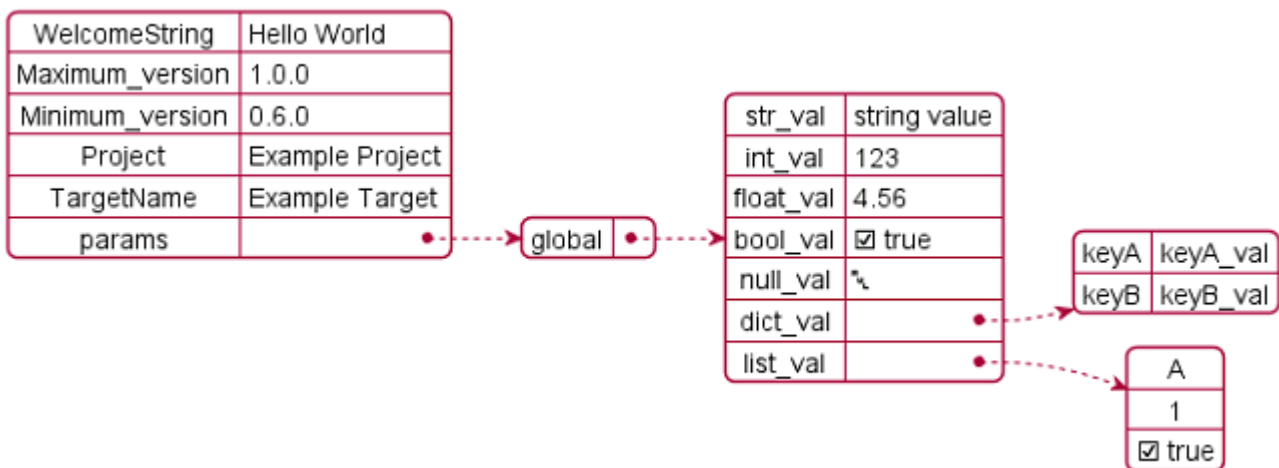 WelcomeString Hello World
Maximum_version 1.0.0
Minimum_version 0.6.0
Project Example Project
TargetName Example Target
params
global
str_val string value
int_val 123
float_val 4.56
bool_val ☑ true
null_val ␀
dict_val
list_val
keyA keyA_val
keyB keyB_val
A
1
☑ true